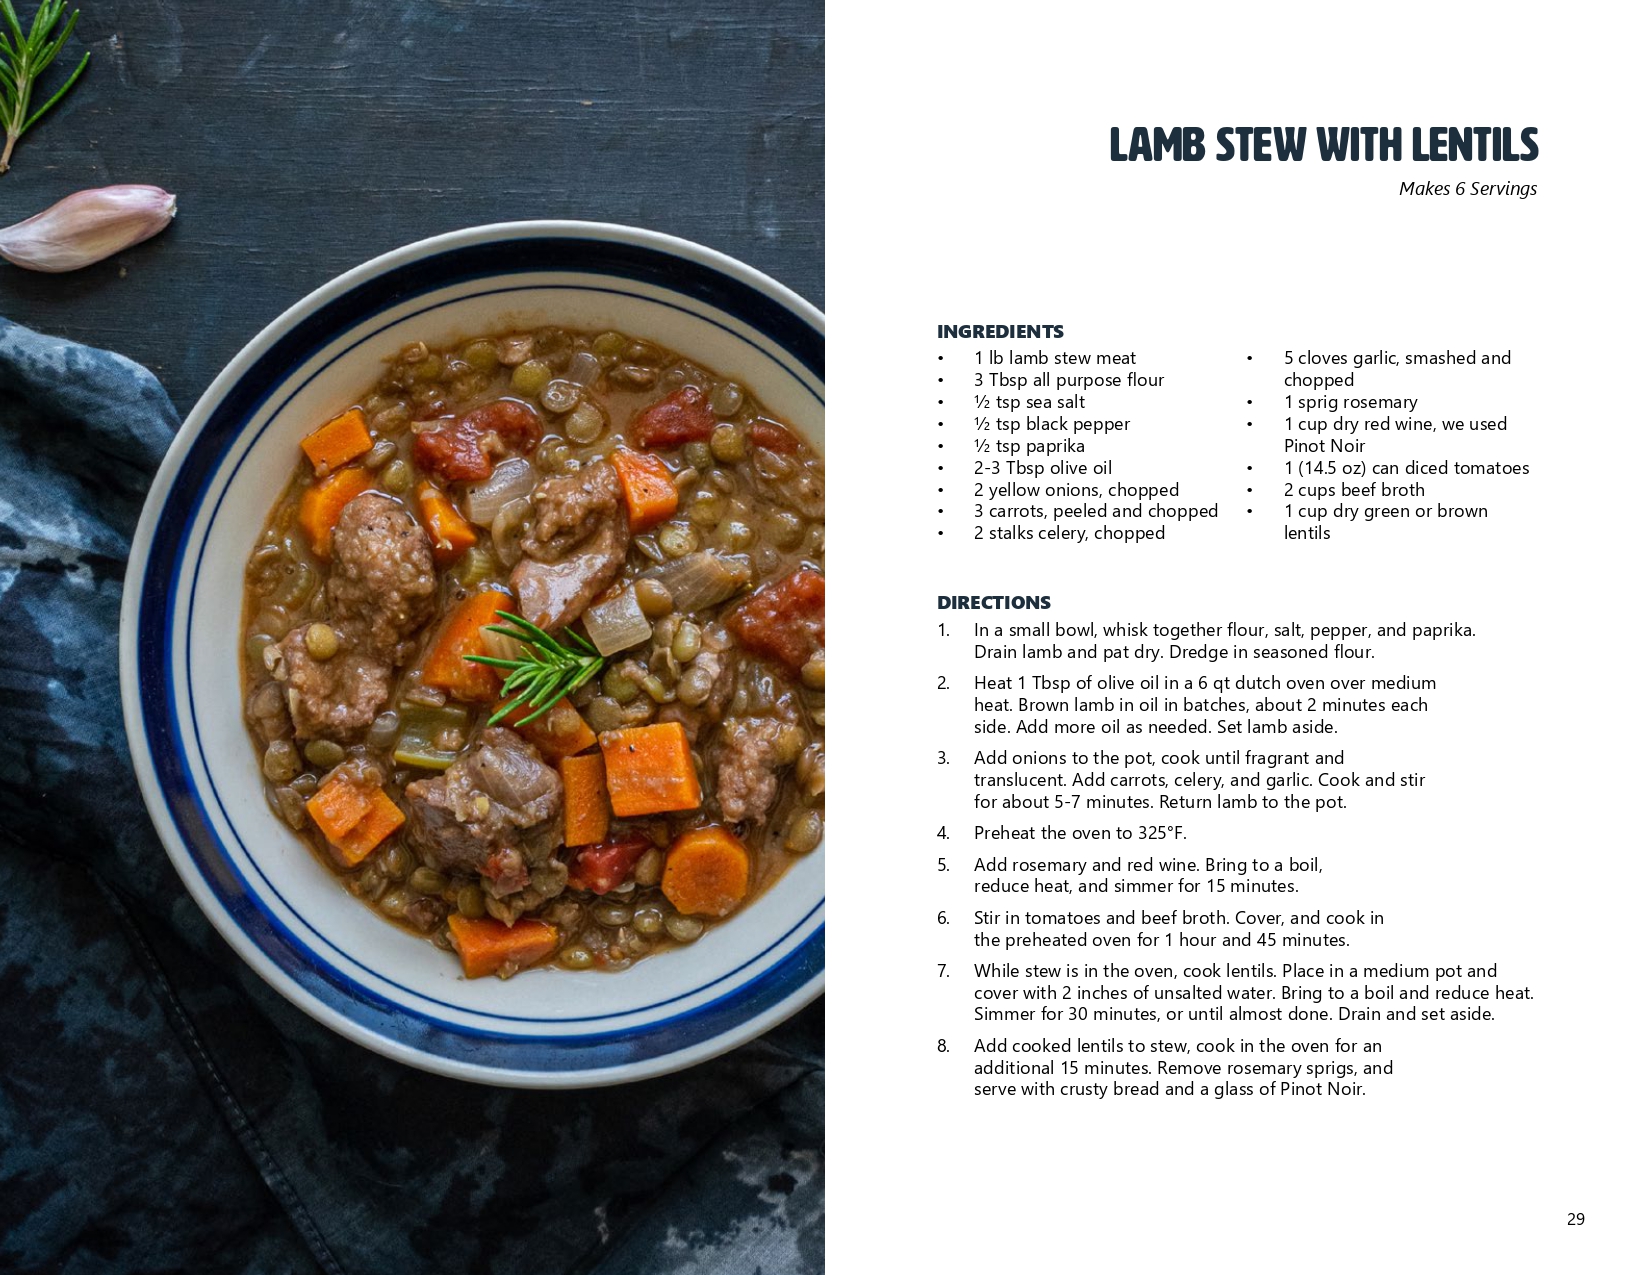 LAMB STEW WITH LENTILS
Makes 6 Servings
INGREDIENTS
• 1 lb lamb stew meat
• 3 Tbsp all purpose flour
• ½ tsp sea salt
• ½ tsp black pepper
• ½ tsp paprika
• 2-3 Tbsp olive oil
• 2 yellow onions, chopped
• 3 carrots, peeled and chopped
• 2 stalks celery, chopped
• 5 cloves garlic, smashed and
chopped
• 1 sprig rosemary
• 1 cup dry red wine, we used
Pinot Noir
• 1 (14.5 oz) can diced tomatoes
• 2 cups beef broth
• 1 cup dry green or brown
lentils
DIRECTIONS
1. In a small bowl, whisk together flour, salt, pepper, and paprika.
Drain lamb and pat dry. Dredge in seasoned flour.
2. Heat 1 Tbsp of olive oil in a 6 qt dutch oven over medium
heat. Brown lamb in oil in batches, about 2 minutes each
side. Add more oil as needed. Set lamb aside.
3. Add onions to the pot, cook until fragrant and
translucent. Add carrots, celery, and garlic. Cook and stir
for about 5-7 minutes. Return lamb to the pot.
4. Preheat the oven to 325°F.
5. Add rosemary and red wine. Bring to a boil,
reduce heat, and simmer for 15 minutes.
6. Stir in tomatoes and beef broth. Cover, and cook in
the preheated oven for 1 hour and 45 minutes.
7. While stew is in the oven, cook lentils. Place in a medium pot and
cover with 2 inches of unsalted water. Bring to a boil and reduce heat.
Simmer for 30 minutes, or until almost done. Drain and set aside.
8. Add cooked lentils to stew, cook in the oven for an
additional 15 minutes. Remove rosemary sprigs, and
serve with crusty bread and a glass of Pinot Noir.
29